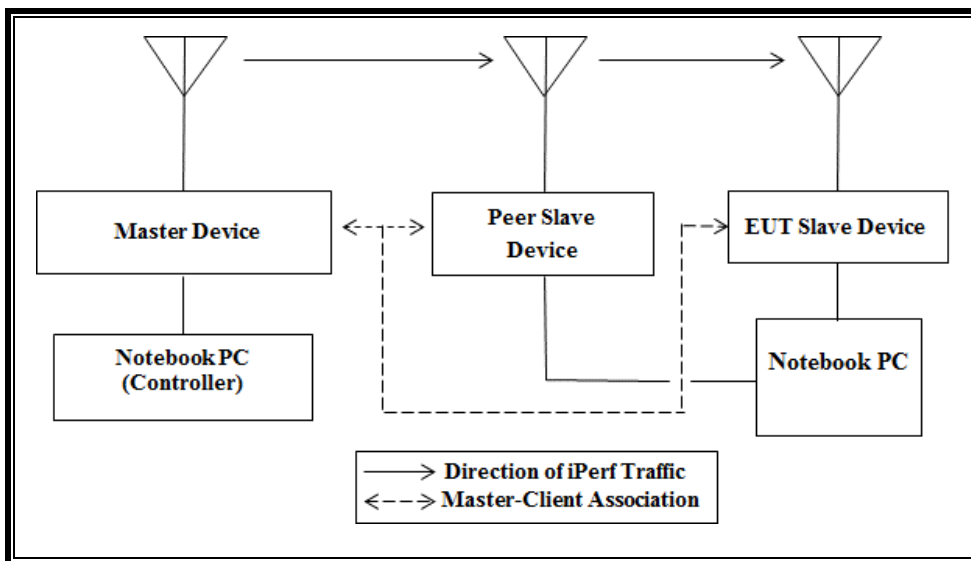 Master Device
Peer Slave
Device
EUT Slave Device
Notebook PC
(Controller)
Notebook PC
Direction of iPerf Traffic
Master-Client Association